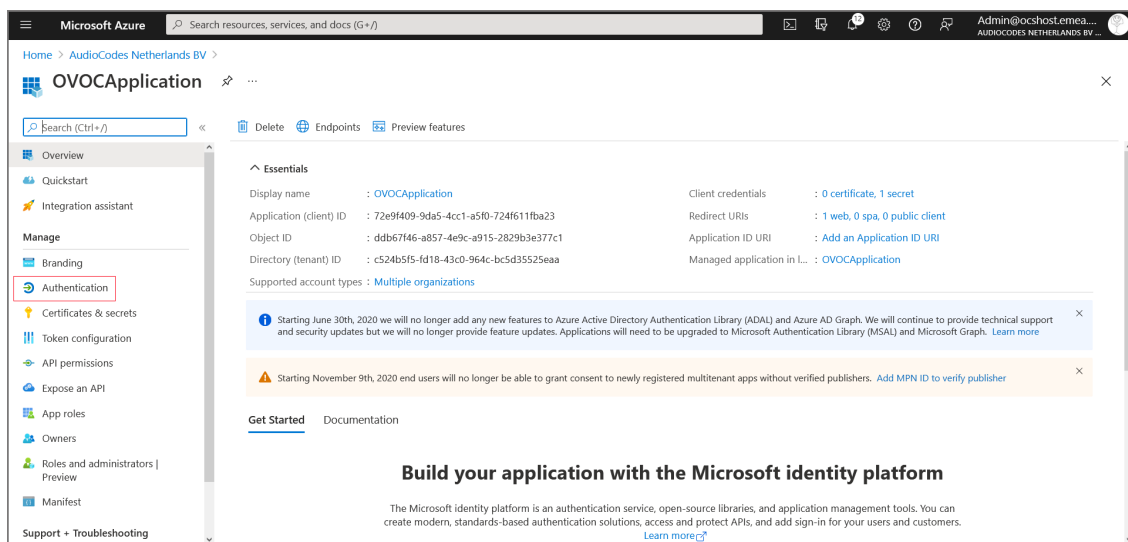 Microsoft Azure
Search resources, services, and docs (G+/)
12
Admin@ocshost.emea....
AUDIOCODES NETHERLANDS BV ...
Home > AudioCodes Netherlands BV >
OVOCApplication ...
Search (Ctrl+/)
«
Delete Endpoints Preview features
Overview
Quickstart
Integration assistant
Manage
Branding
Authentication
Certificates & secrets
Token configuration
API permissions
Expose an API
App roles
Owners
Roles and administrators |
Preview
Manifest
Support + Troubleshooting
Essentials
Display name : OVOCApplication
Application (client) ID : 72e9f409-9da5-4cc1-a5f0-724f611fba23
Object ID : ddb67f46-a857-4e9c-a915-2829b3e377c1
Directory (tenant) ID : c524b5f5-fd18-43c0-964c-bc5d35525eaa
Supported account types : Multiple organizations
Client credentials : 0 certificate, 1 secret
Redirect URIs : 1 web, 0 spa, 0 public client
Application ID URI : Add an Application ID URI
Managed application in l... : OVOCApplication
Starting June 30th, 2020 we will no longer add any new features to Azure Active Directory Authentication Library (ADAL) and Azure AD Graph. We will continue to provide technical support
and security updates but we will no longer provide feature updates. Applications will need to be upgraded to Microsoft Authentication Library (MSAL) and Microsoft Graph. Learn more
Starting November 9th, 2020 end users will no longer be able to grant consent to newly registered multitenant apps without verified publishers. Add MPN ID to verify publisher
Get Started Documentation
Build your application with the Microsoft identity platform
The Microsoft identity platform is an authentication service, open-source libraries, and application management tools. You can
create modern, standards-based authentication solutions, access and protect APIs, and add sign-in for your users and customers.
Learn more